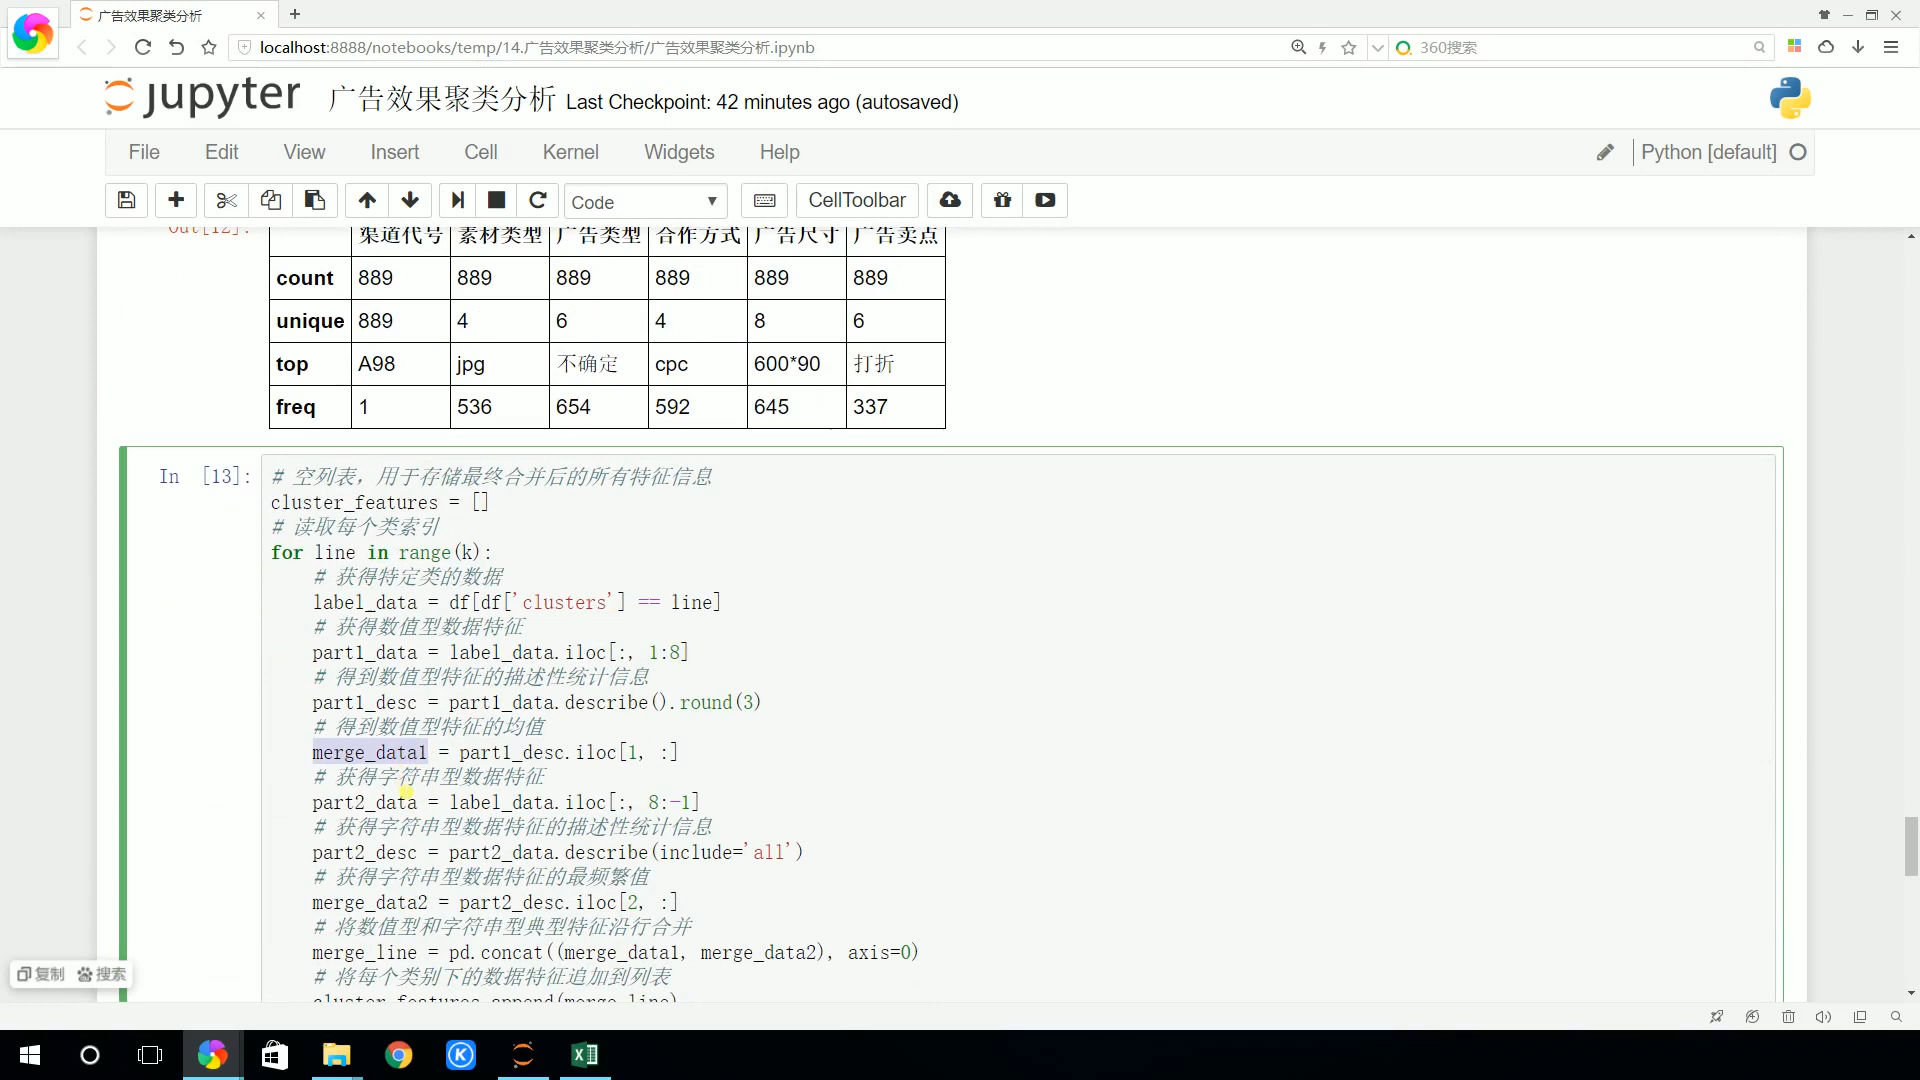 广告效果聚类分析
localhost:8888/notebooks/temp/14.广告效果聚类分析/广告效果聚类分析.ipynb
360搜索
jupyter 广告效果聚类分析 Last Checkpoint: 42 minutes ago (autosaved)
File Edit View Insert Cell Kernel Widgets Help Python [default]
Code CellToolbar
Out[12]: 渠道代号 素材类型 广告类型 合作方式 广告尺寸 广告卖点
count 889 889 889 889 889 889
unique 889 4 6 4 8 6
top A98 jpg 不确定 cpc 600*90 打折
freq 1 536 654 592 645 337
In [13]: # 空列表，用于存储最终合并后的所有特征信息
cluster_features = []
# 读取每个类索引
for line in range(k):
# 获得特定类的数据
label_data = df[df['clusters'] == line]
# 获得数值型数据特征
part1_data = label_data.iloc[:, 1:8]
# 得到数值型特征的描述性统计信息
part1_desc = part1_data.describe().round(3)
# 得到数值型特征的均值
merge_data1 = part1_desc.iloc[1, :]
# 获得字符串型数据特征
part2_data = label_data.iloc[:, 8:-1]
# 获得字符串型数据特征的描述性统计信息
part2_desc = part2_data.describe(include='all')
# 获得字符串型数据特征的最频繁值
merge_data2 = part2_desc.iloc[2, :]
# 将数值型和字符串型典型特征沿行合并
merge_line = pd.concat((merge_data1, merge_data2), axis=0)
# 将每个类别下的数据特征追加到列表
cluster_features.append(merge_line)
复制 搜索